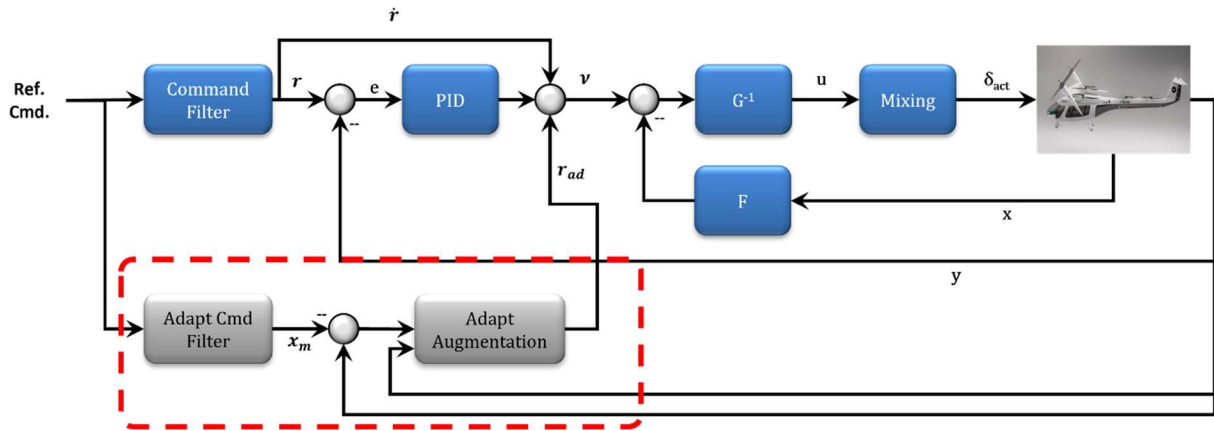 ṙ
Ref.
Cmd.
Command
Filter
r
e
PID
ν
G⁻¹
u
Mixing
δact
--
--
r_ad
F
x
y
Adapt Cmd
Filter
--
x_m
Adapt
Augmentation